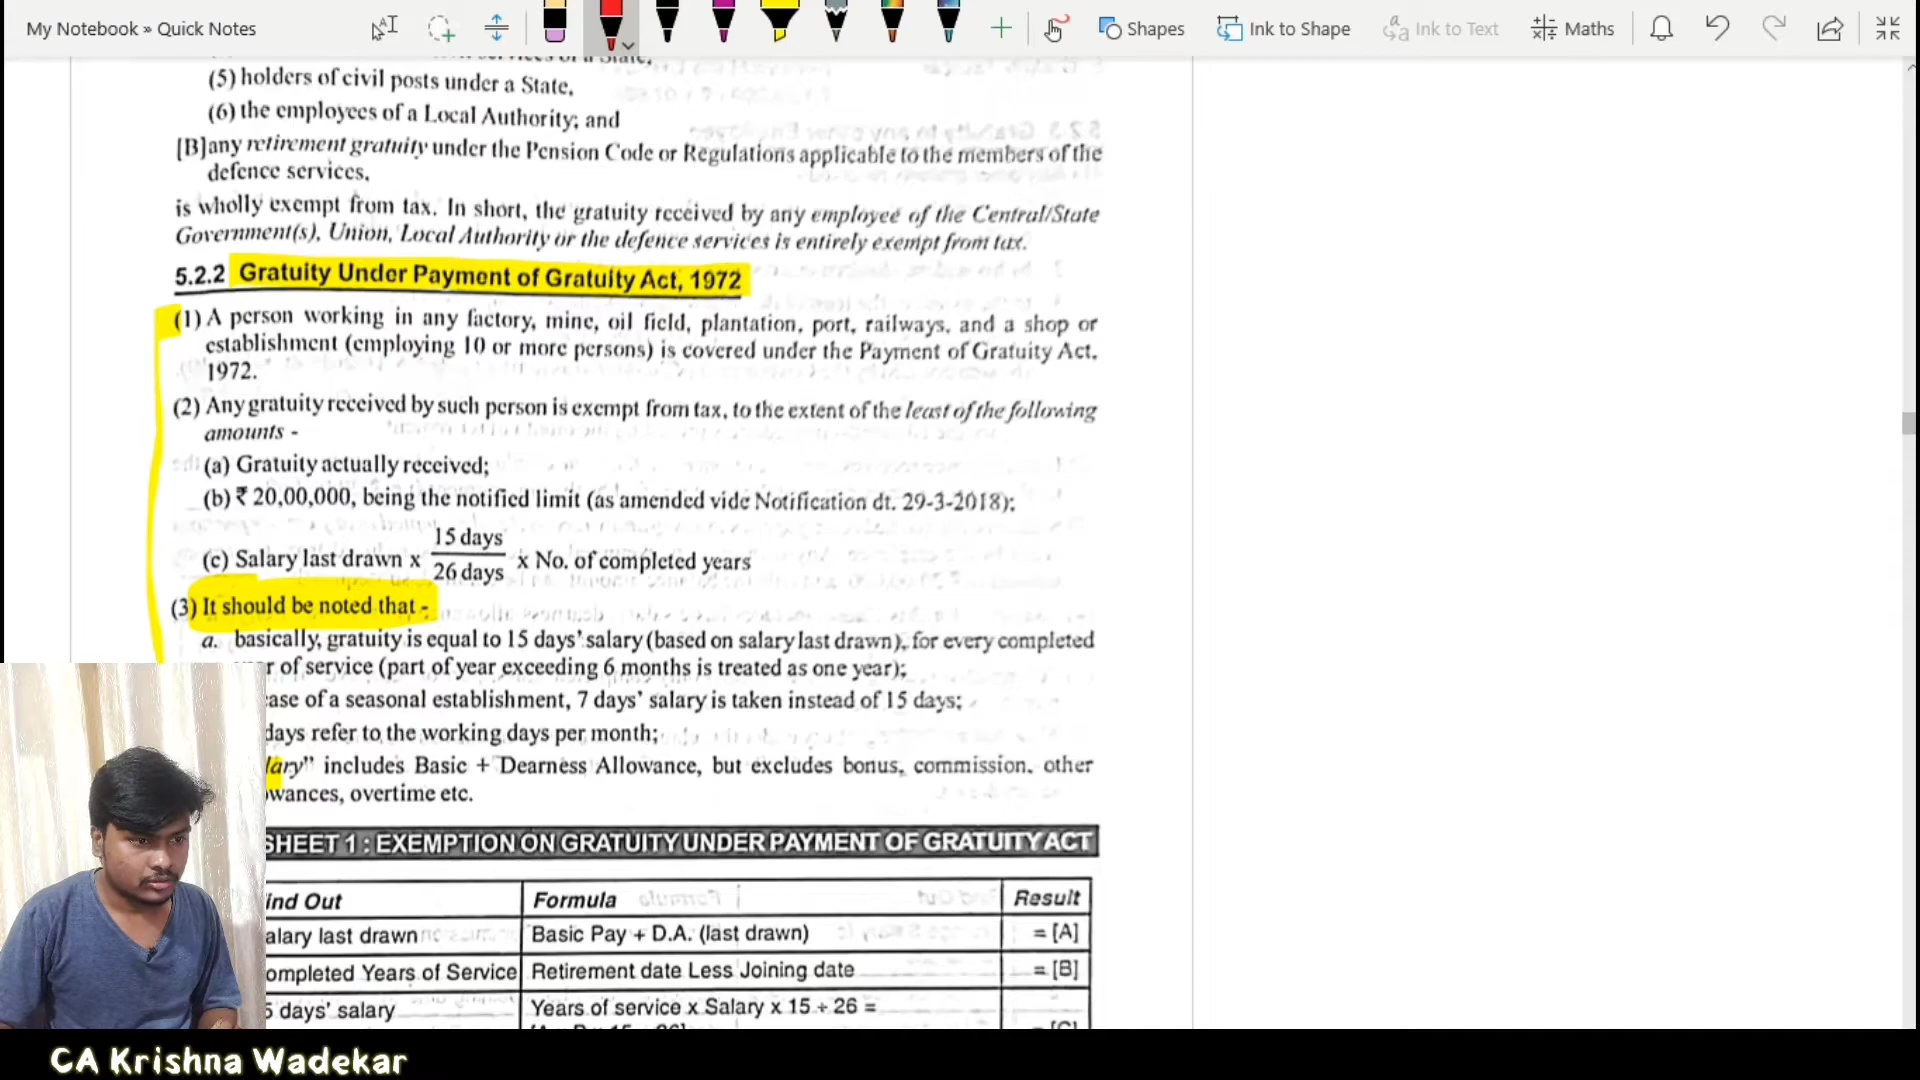 My Notebook » Quick Notes
Shapes
Ink to Shape
Ink to Text
Maths
(5) holders of civil posts under a State,
(6) the employees of a Local Authority; and
[B] any retirement gratuity under the Pension Code or Regulations applicable to the members of the
defence services,
is wholly exempt from tax. In short, the gratuity received by any employee of the Central/State
Government(s), Union, Local Authority or the defence services is entirely exempt from tax.
5.2.2 Gratuity Under Payment of Gratuity Act, 1972
(1) A person working in any factory, mine, oil field, plantation, port, railways, and a shop or
establishment (employing 10 or more persons) is covered under the Payment of Gratuity Act,
1972.
(2) Any gratuity received by such person is exempt from tax, to the extent of the least of the following
amounts -
(a) Gratuity actually received;
(b) ₹ 20,00,000, being the notified limit (as amended vide Notification dt. 29-3-2018);
(c) Salary last drawn x 15 days / 26 days x No. of completed years
(3) It should be noted that -
a. basically, gratuity is equal to 15 days' salary (based on salary last drawn), for every completed
r of service (part of year exceeding 6 months is treated as one year);
ase of a seasonal establishment, 7 days' salary is taken instead of 15 days;
days refer to the working days per month;
lary" includes Basic + Dearness Allowance, but excludes bonus, commission, other
wances, overtime etc.
SHEET 1 : EXEMPTION ON GRATUITY UNDER PAYMENT OF GRATUITY ACT
ind Out Formula Result
alary last drawn Basic Pay + D.A. (last drawn) = [A]
ompleted Years of Service Retirement date Less Joining date = [B]
5 days' salary Years of service x Salary x 15 ÷ 26 =
CA Krishna Wadekar